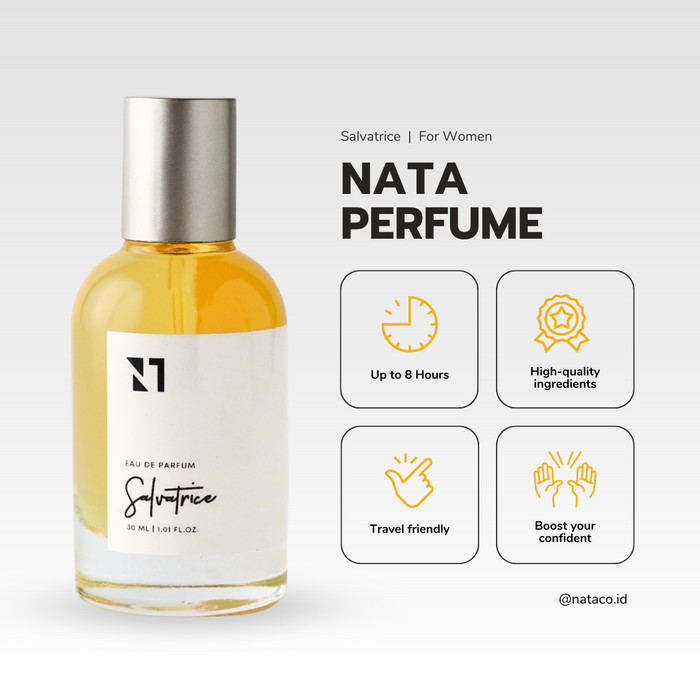 Salvatrice | For Women
NATA
PERFUME
Up to 8 Hours
High-quality
ingredients
Travel friendly
Boost your
confident
@nataco.id
N1
EAU DE PARFUM
Salvatrice
30 ML | 1.01 FL.OZ.